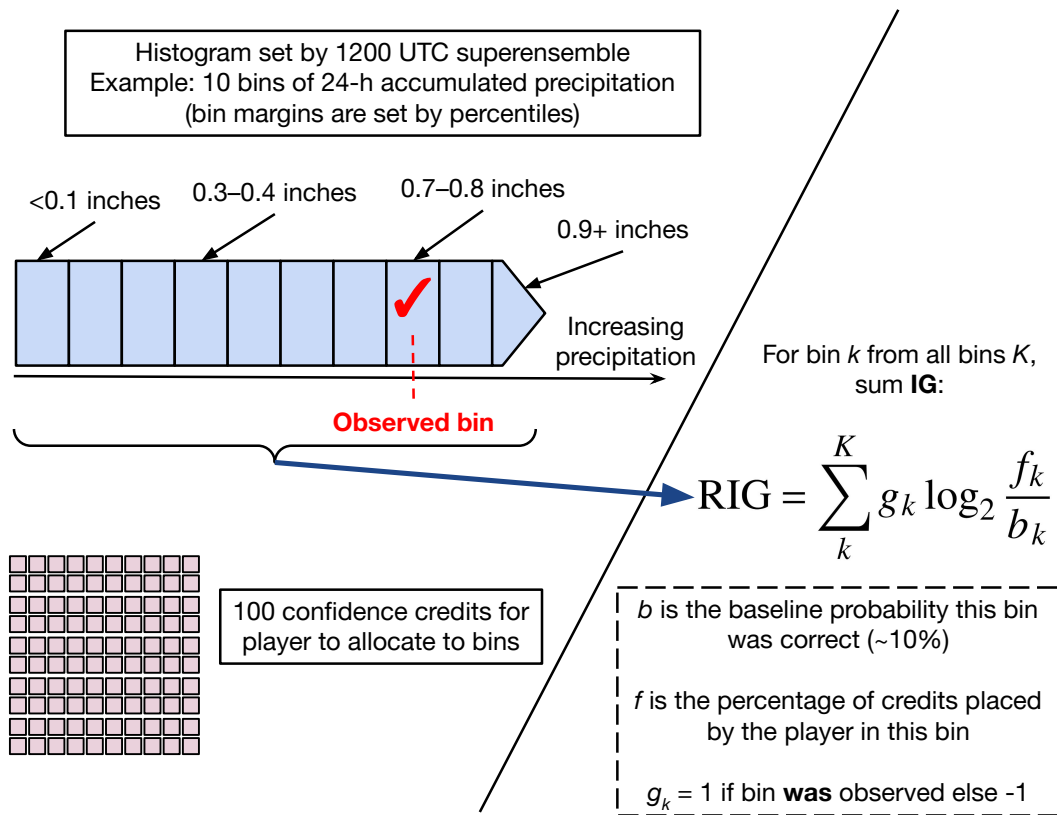 Histogram set by 1200 UTC superensemble
Example: 10 bins of 24-h accumulated precipitation
(bin margins are set by percentiles)
<0.1 inches
0.3–0.4 inches
0.7–0.8 inches
0.9+ inches
Increasing
precipitation
Observed bin
100 confidence credits for
player to allocate to bins
For bin k from all bins K,
sum IG:
RIG = ∑_k^K g_k log₂ f_k / b_k
b is the baseline probability this bin
was correct (~10%)
f is the percentage of credits placed
by the player in this bin
g_k = 1 if bin was observed else -1